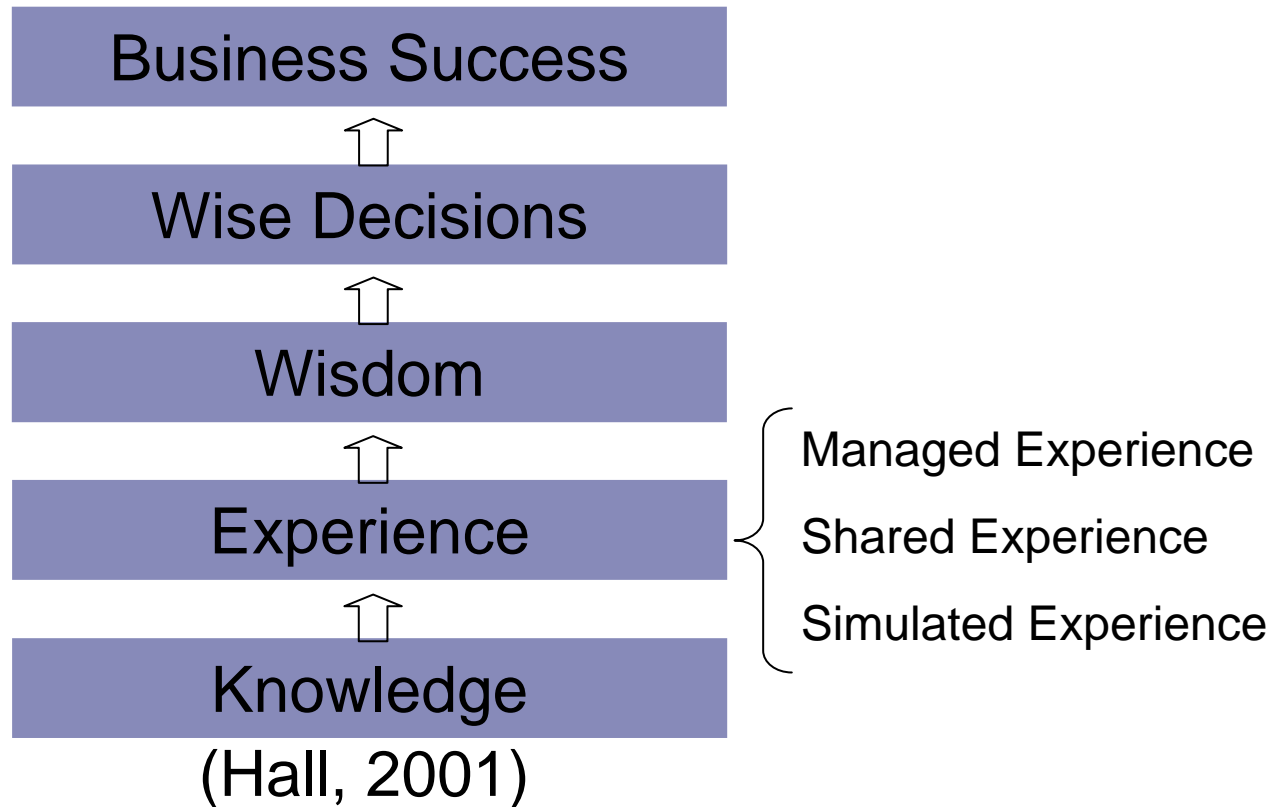 Business Success
Wise Decisions
Wisdom
Managed Experience
Experience
Shared Experience
Simulated Experience
Knowledge
(Hall, 2001)